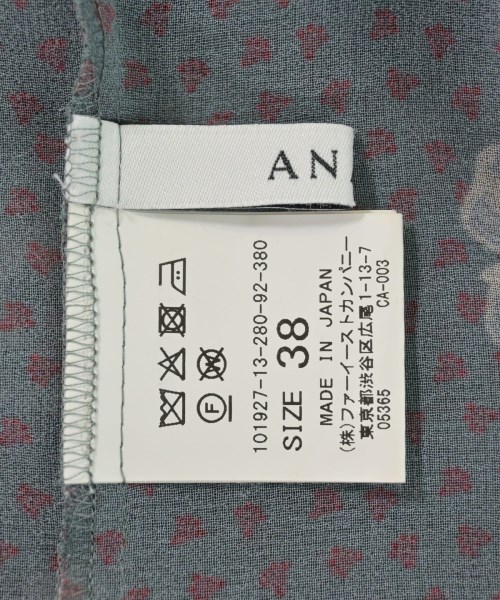 AN
F
W
101927-13-280-92-380
SIZE 38
MADE IN JAPAN
(株)ファーイーストカンパニー
東京都渋谷区広尾1-13-7
05365 CA-003